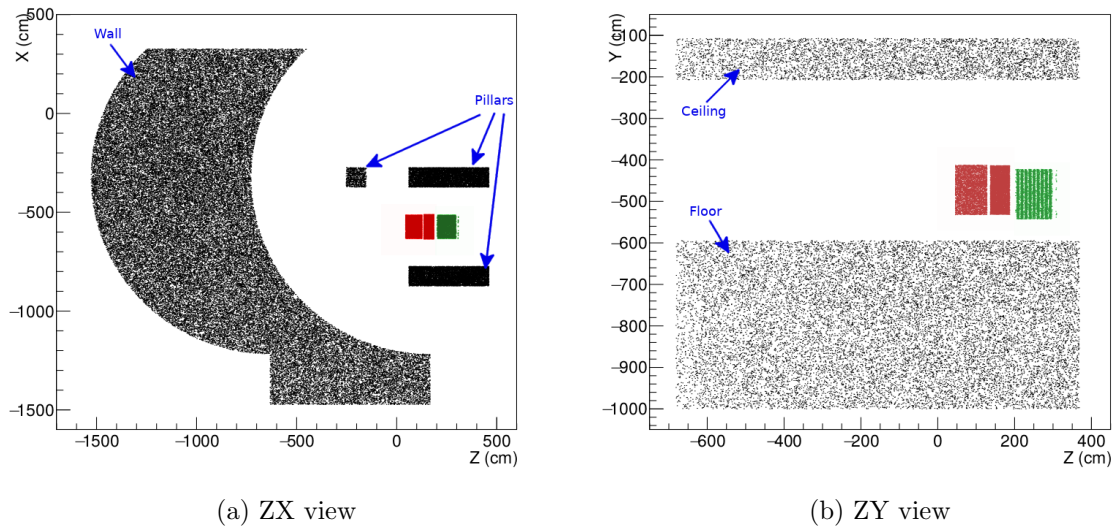 X (cm)
500
0
−500
−1000
−1500
Wall
Pillars
−1500 −1000 −500 0 500
Z (cm)
(a) ZX view
Y (cm)
−100
−200
−300
−400
−500
−600
−700
−800
−900
−1000
Ceiling
Floor
−600 −400 −200 0 200 400
Z (cm)
(b) ZY view